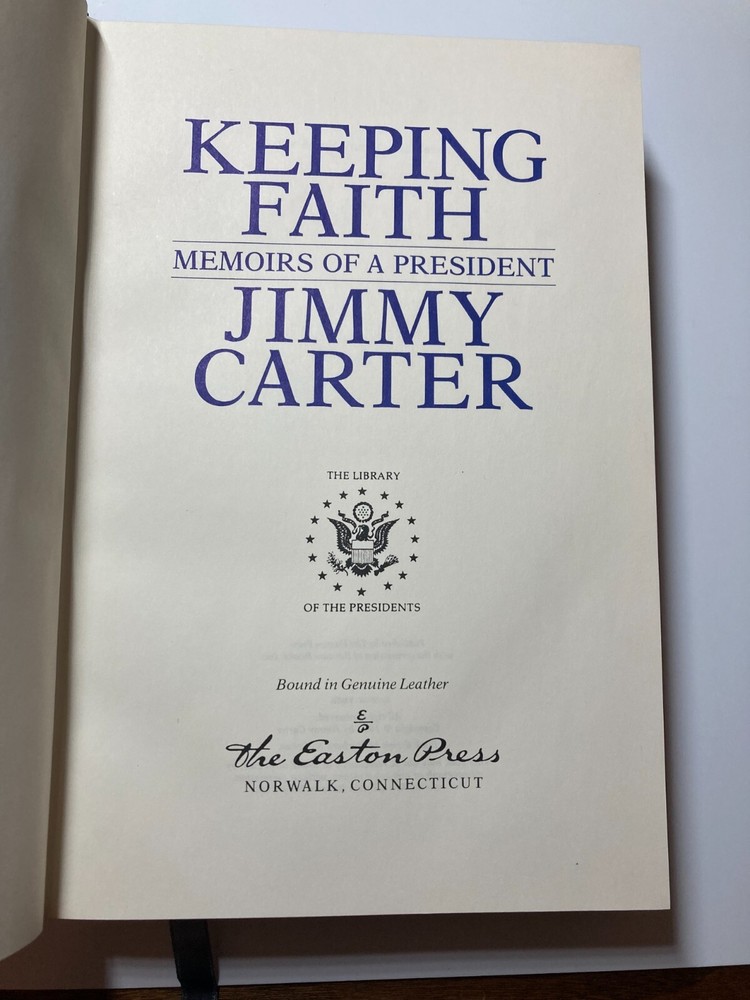 KEEPING
FAITH
MEMOIRS OF A PRESIDENT
JIMMY
CARTER
THE LIBRARY
OF THE PRESIDENTS
Bound in Genuine Leather
E
P
The Easton Press
NORWALK, CONNECTICUT